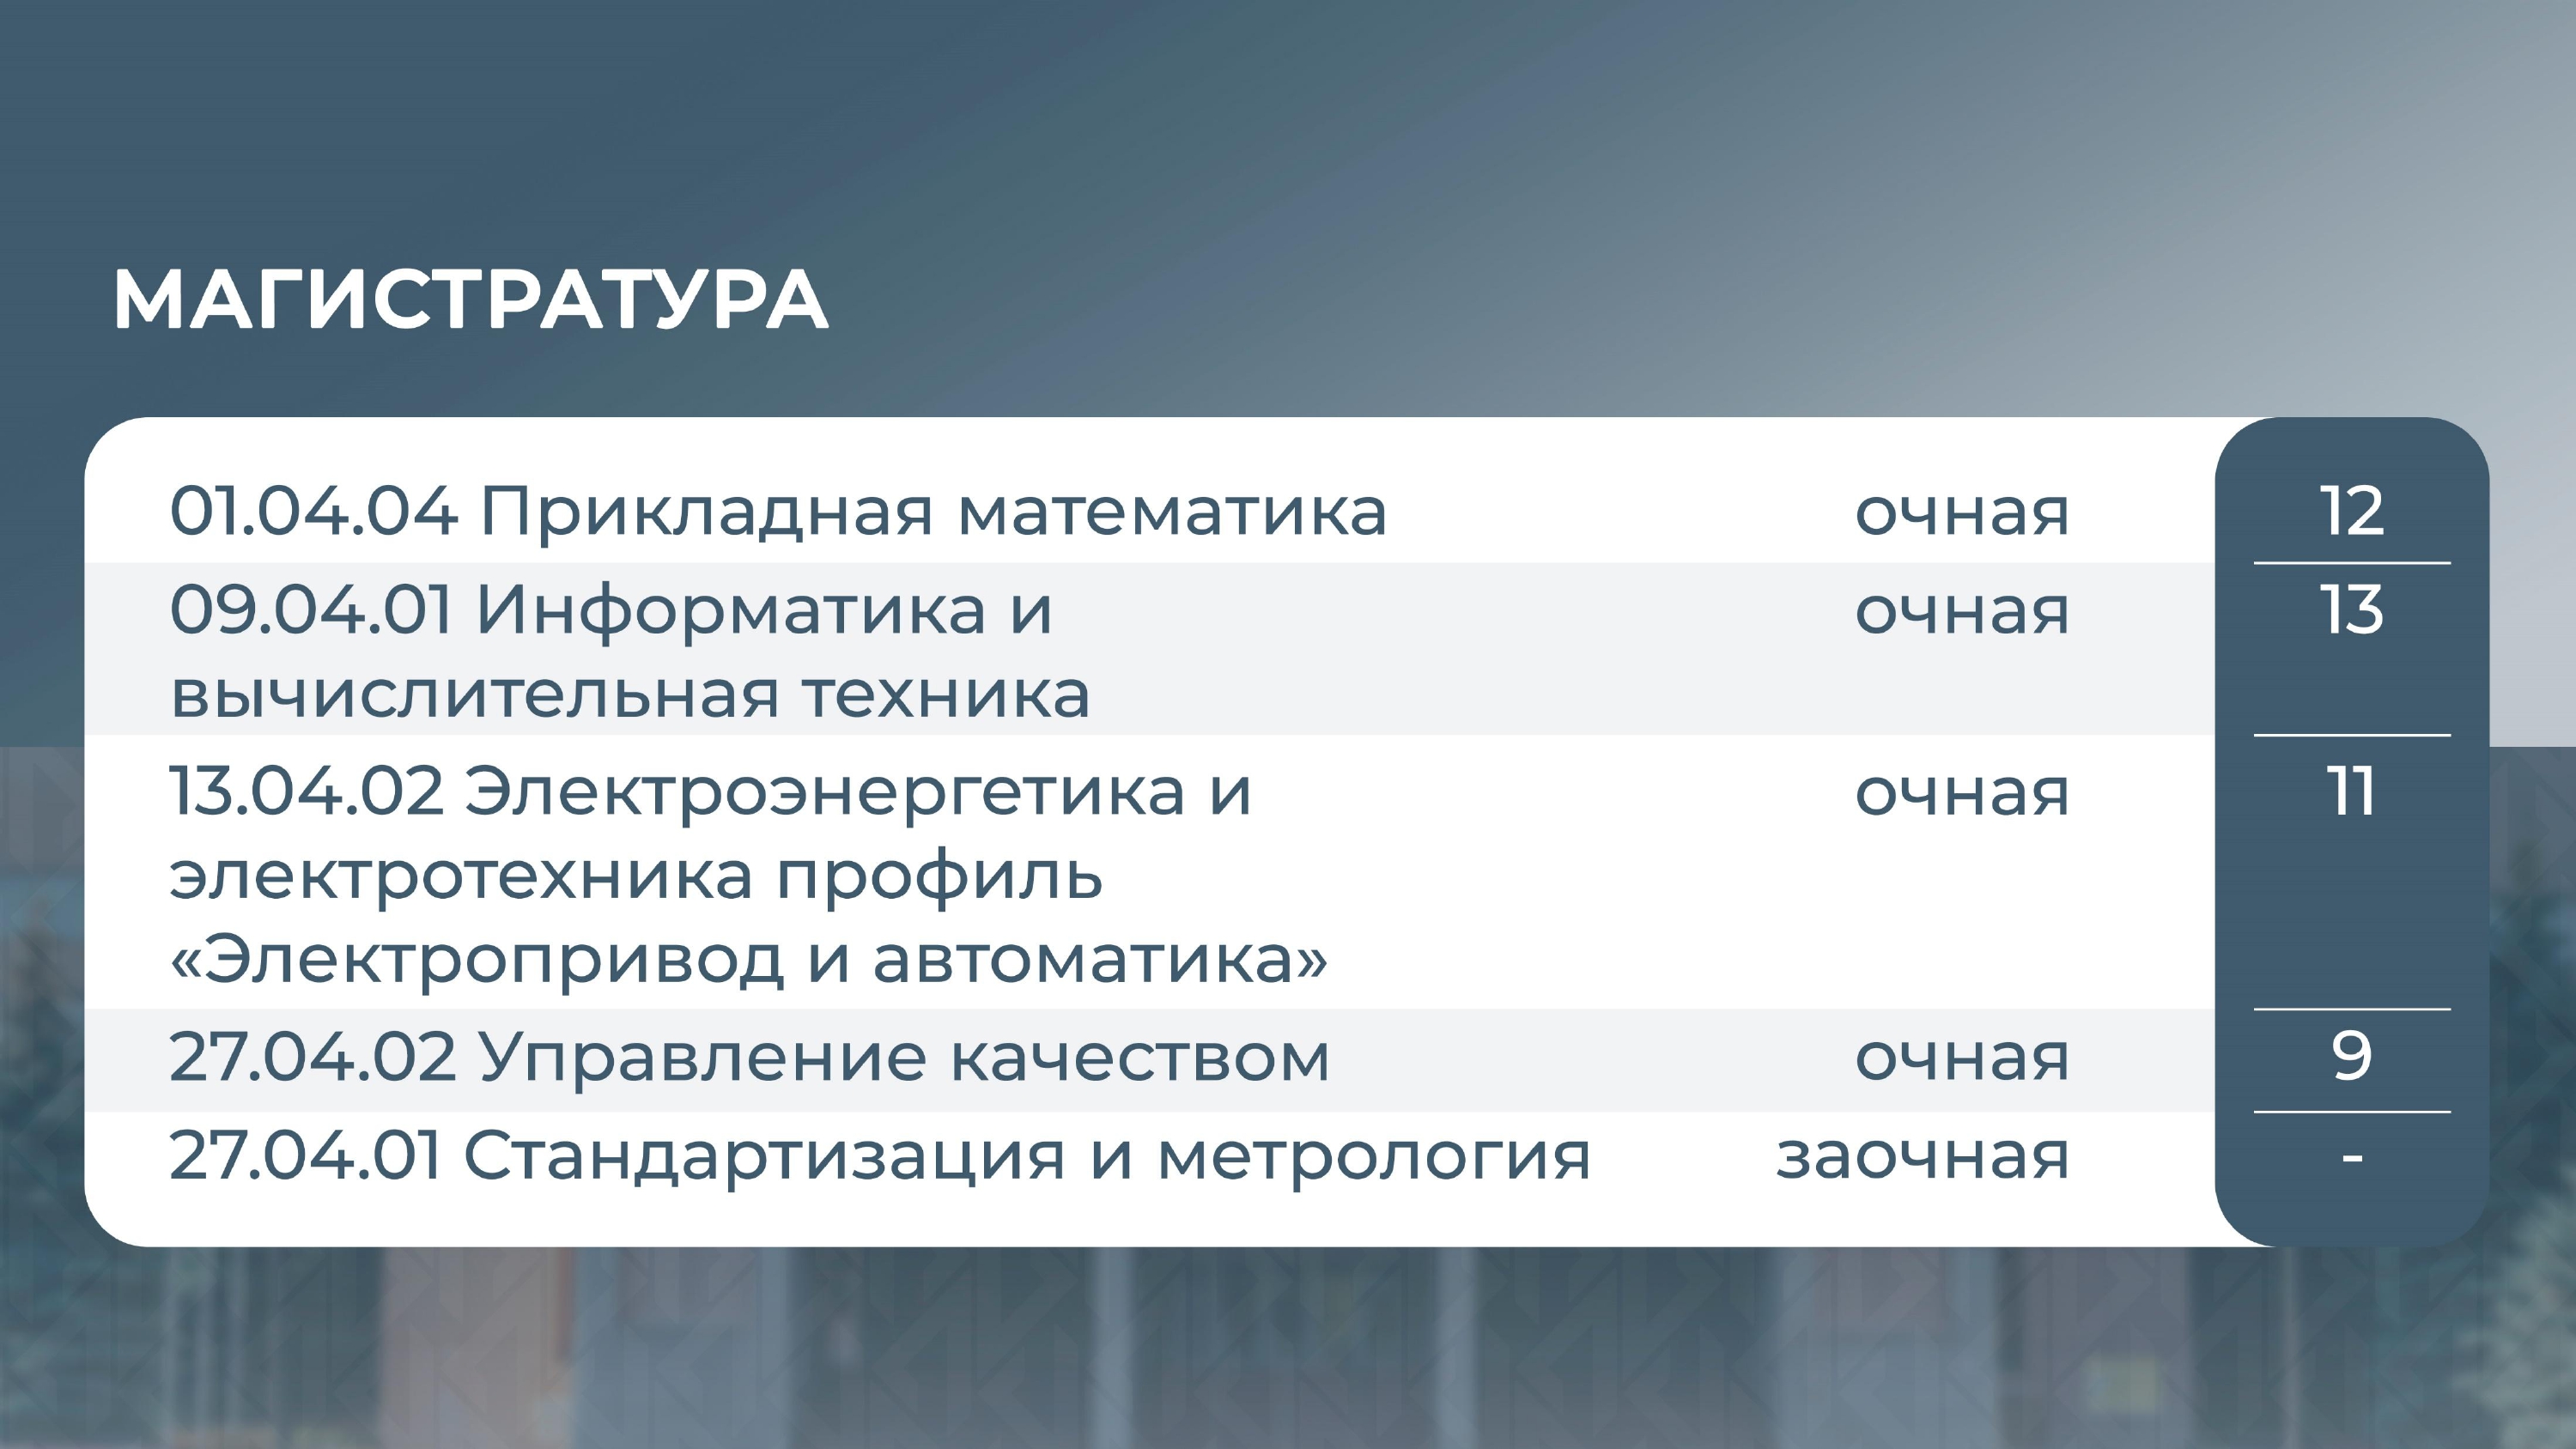 МАГИСТРАТУРА
01.04.04 Прикладная математика очная 12
09.04.01 Информатика и очная 13
вычислительная техника
13.04.02 Электроэнергетика и очная 11
электротехника профиль
«Электропривод и автоматика»
27.04.02 Управление качеством очная 9
27.04.01 Стандартизация и метрология заочная -